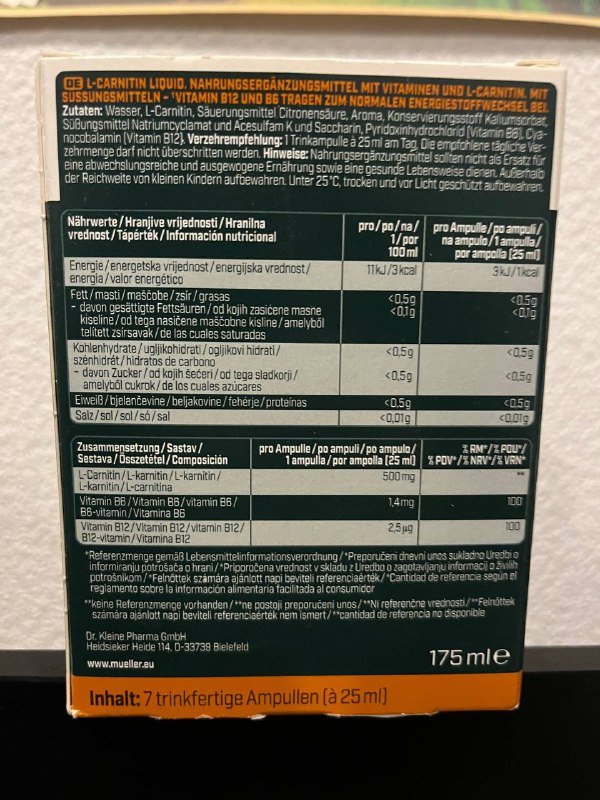 DE L-CARNITIN LIQUID. NAHRUNGSERGÄNZUNGSMITTEL MIT VITAMINEN UND L-CARNITIN. MIT
SÜSSUNGSMITTELN – ¹VITAMIN B12 UND B6 TRAGEN ZUM NORMALEN ENERGIESTOFFWECHSEL BEI.
Zutaten: Wasser, L-Carnitin, Säuerungsmittel Citronensäure, Aroma, Konservierungsstoff Kaliumsorbat,
Süßungsmittel Natriumcyclamat und Acesulfam K und Saccharin, Pyridoxinhydrochlorid (Vitamin B6), Cya-
nocobalamin (Vitamin B12). Verzehrempfehlung: 1 Trinkampulle à 25 ml am Tag. Die empfohlene tägliche Ver-
zehrmenge darf nicht überschritten werden. Hinweise: Nahrungsergänzungsmittel sollten nicht als Ersatz für
eine abwechslungsreiche und ausgewogene Ernährung sowie eine gesunde Lebensweise dienen. Außerhalb
der Reichweite von kleinen Kindern aufbewahren. Unter 25°C, trocken und vor Licht geschützt aufbewahren.
Nährwerte / Hranjive vrijednosti / Hranilna
vrednost / Tápérték / Información nutricional
pro / po / na /
1 / por
100 ml
pro Ampulle / po ampuli /
na ampulo / 1 ampulla /
por ampolla (25 ml)
Energie / energetska vrijednost / energijska vrednost /
energia / valor energético
11 kJ / 3 kcal
3 kJ / 1 kcal
Fett / masti / maščobe / zsír / grasas
<0,5g
<0,5g
- davon gesättigte Fettsäuren / od kojih zasićene masne
kiseline / od tega nasičene maščobne kisline / amelyből
telített zsírsavak / de las cuales saturadas
<0,1g
<0,1g
Kohlenhydrate / ugljikohidrati / ogljikovi hidrati /
szénhidrát / hidratos de carbono
<0,5g
<0,5g
- davon Zucker / od kojih šećeri / od tega sladkorji /
amelyből cukrok / de los cuales azúcares
<0,5g
<0,5g
Eiweiß / bjelančevine / beljakovine / fehérje / proteínas
<0,5g
<0,5g
Salz / sol / sol / só / sal
<0,01g
<0,01g
Zusammensetzung / Sastav /
Sestava / Összetétel / Composición
pro Ampulle / po ampuli / po ampulo /
1 ampulla / por ampolla (25 ml)
% RM* / % PDU* /
% PDV* / % NRV* / % VRN*
L-Carnitin / L-karnitin / L-karnitin /
L-karnitin / L-carnitina
500 mg
**
Vitamin B6 / Vitamin B6 / vitamin B6 /
B6-vitamin / Vitamina B6
1,4 mg
100
Vitamin B12 / Vitamin B12 / vitamin B12 /
B12-vitamin / Vitamina B12
2,5 µg
100
*Referenzmenge gemäß Lebensmittelinformationsverordnung / *Preporučeni dnevni unos sukladno Uredbi o
informiranju potrošača o hrani / *Priporočena vrednost v skladu z Uredbo o zagotavljanju informacij o živilih
potrošnikom / *Felnőttek számára ajánlott napi beviteli referenciaérték / *Cantidad de referencia según el
reglamento sobre la información alimentaria facilitada al consumidor
**keine Referenzmenge vorhanden / **ne postoji preporučeni unos / **Ni referenčne vrednosti / **Felnőttek
számára ajánlott napi beviteli referenciaérték nem ismert / **cantidad de referencia no disponible
Dr. Kleine Pharma GmbH
Heidsieker Heide 114, D-33739 Bielefeld
www.mueller.eu
175 ml e
Inhalt: 7 trinkfertige Ampullen (à 25 ml)